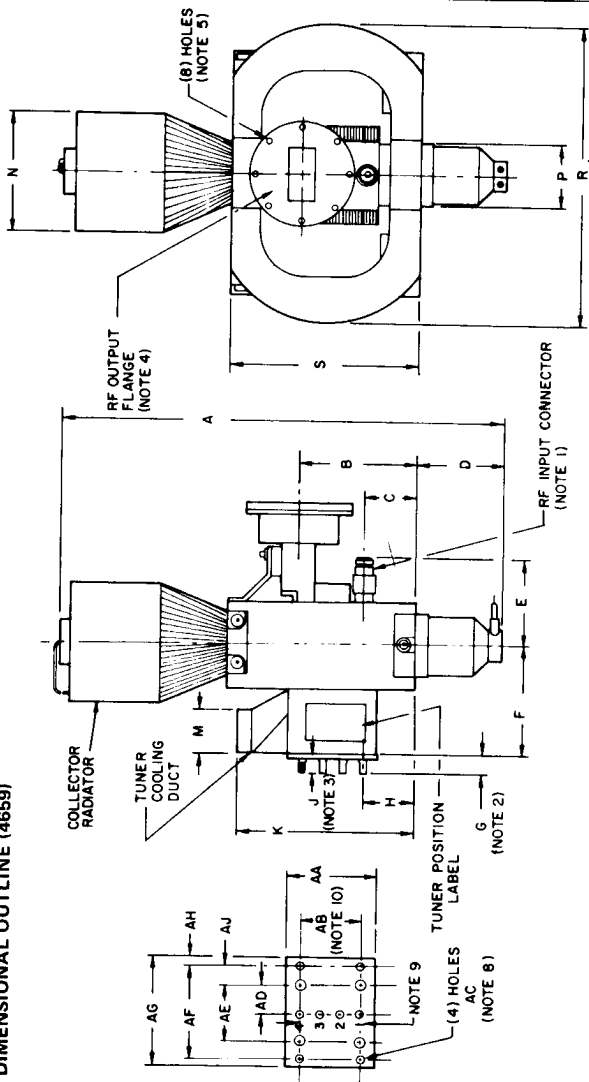 DIMENSIONAL OUTLINE (4659)
N
(8) HOLES
(NOTE 5)
RF OUTPUT
FLANGE
(NOTE 4)
S
P
R
A
B
C
D
RF INPUT CONNECTOR
(NOTE 1)
E
F
COLLECTOR
RADIATOR
TUNER
COOLING
DUCT
M
K
J
(NOTE 3)
H
G
(NOTE 2)
TUNER POSITION
LABEL
AG
AH
AF
AJ
AE
AD
AA
AB
(NOTE 10)
4
3
2
NOTE 9
(4) HOLES
AC
(NOTE 8)